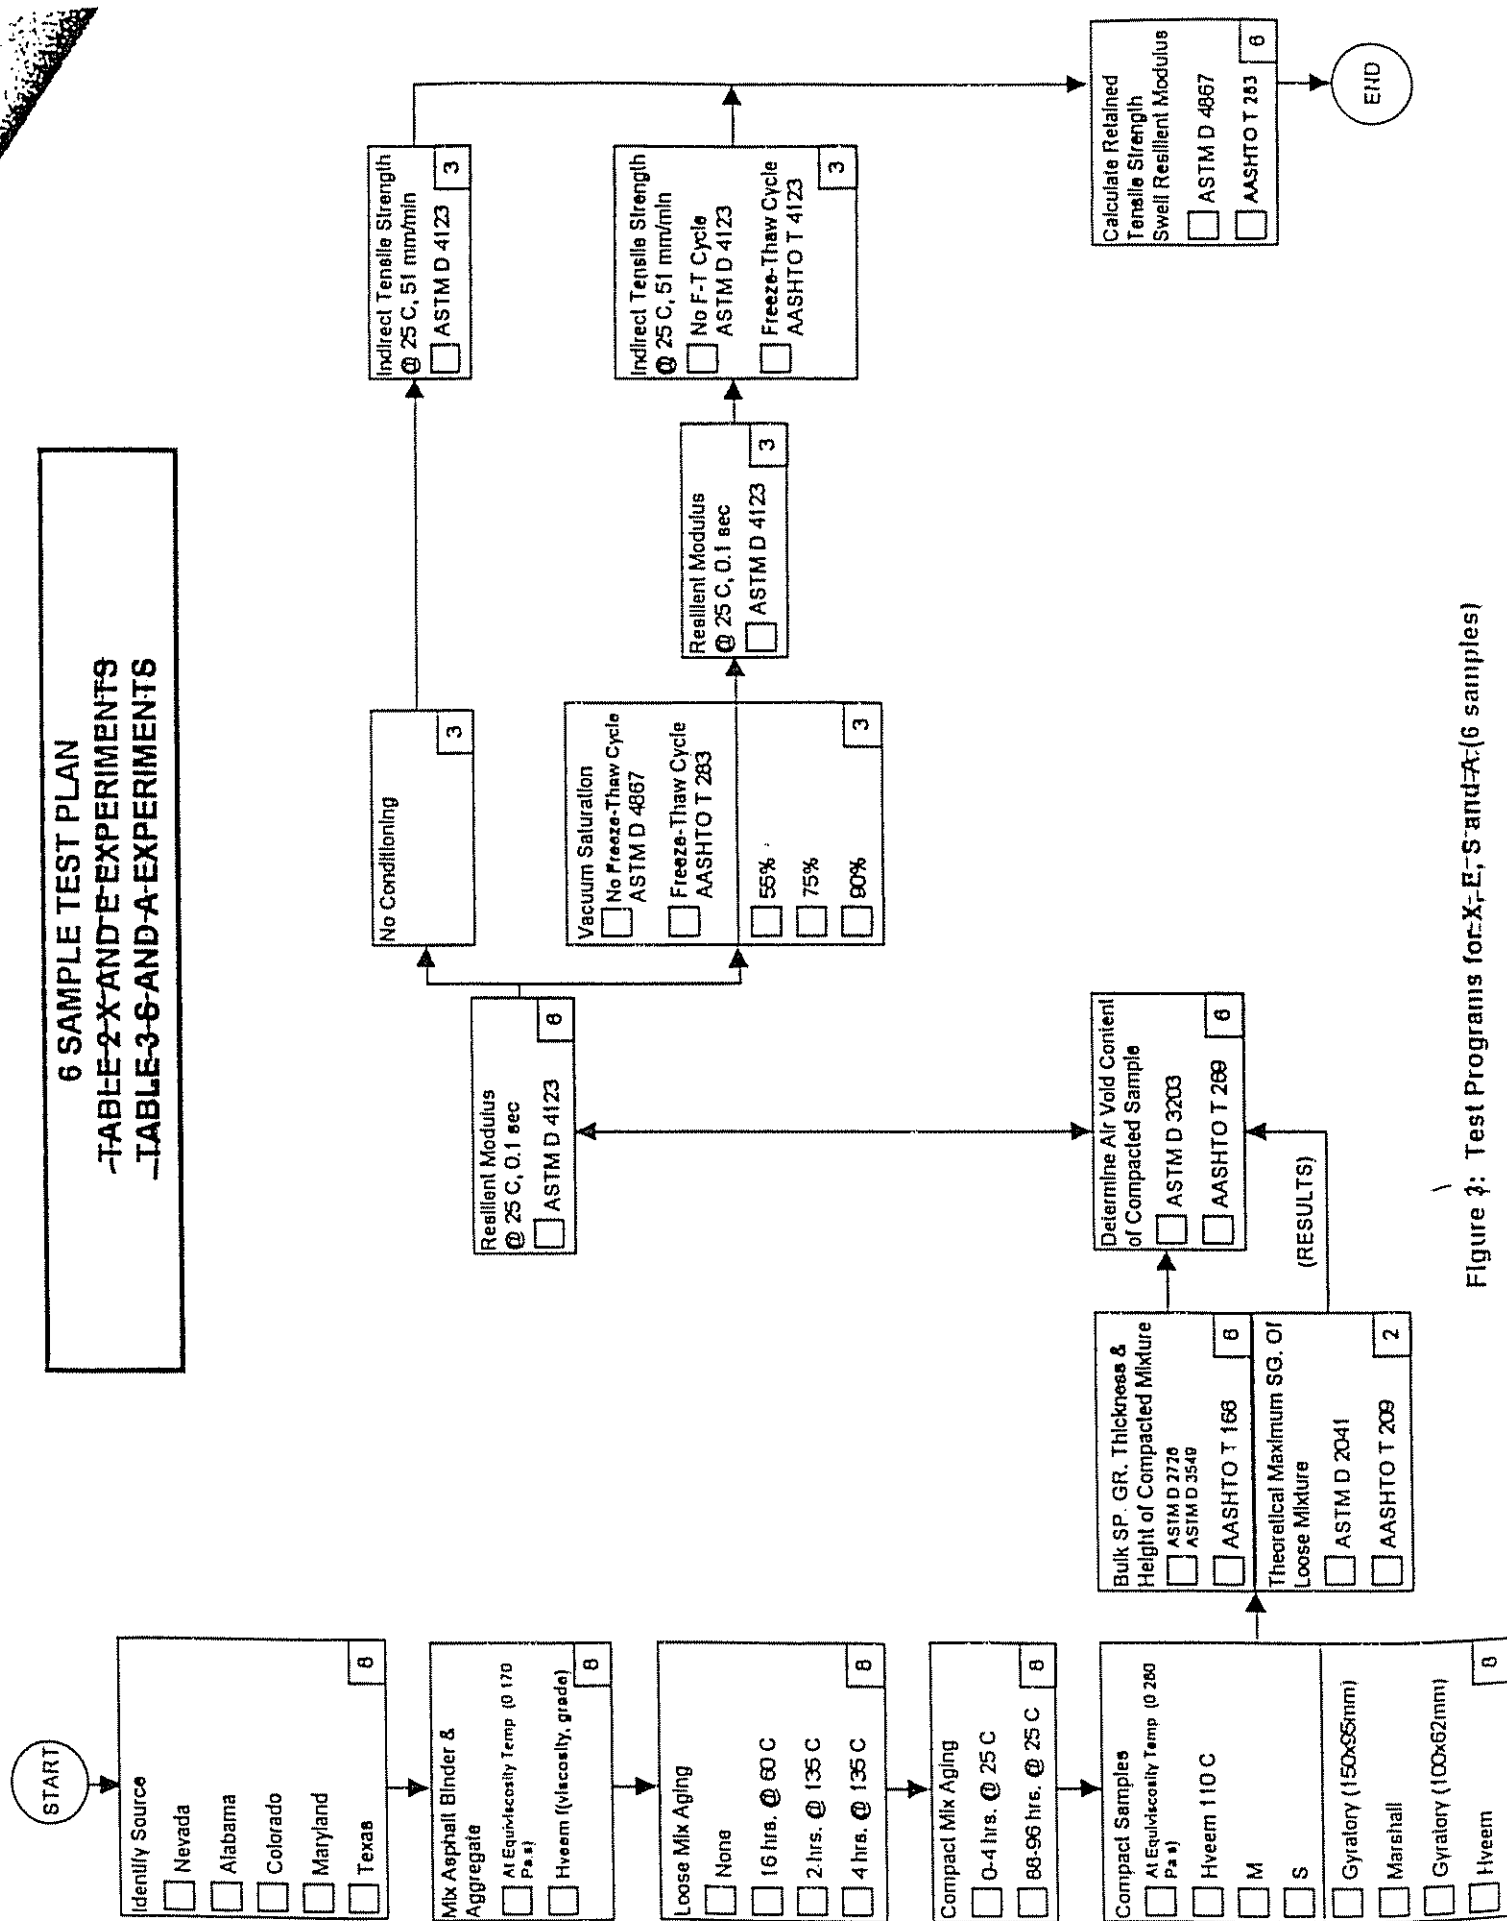 6 SAMPLE TEST PLAN
TABLE 2 X AND E EXPERIMENTS
TABLE 3 S AND A EXPERIMENTS
START
Identify Source
Nevada
Alabama
Colorado
Maryland
Texas
8
Mix Asphalt Binder &
Aggregate
At Equiviscosity Temp (0 170
Pa.s)
Hveem f(viscosity, grade)
8
Loose Mix Aging
None
16 hrs. @ 60 C
2 hrs. @ 135 C
4 hrs. @ 135 C
8
Compact Mix Aging
0-4 hrs. @ 25 C
88-96 hrs. @ 25 C
8
Compact Samples
At Equiviscosity Temp (0 280
Pa s)
Hveem 110 C
M
S
Gyratory (150x95mm)
Marshall
Gyratory (100x62mm)
Hveem
8
Bulk SP. GR. Thickness &
Height of Compacted Mixture
ASTM D 2726
ASTM D 3549
AASHTO T 166
6
Theoretical Maximum SG. Of
Loose Mixture
ASTM D 2041
AASHTO T 209
2
(RESULTS)
Determine Air Void Content
of Compacted Sample
ASTM D 3203
AASHTO T 269
6
Resilient Modulus
@ 25 C, 0.1 sec
ASTM D 4123
6
No Conditioning
3
Vacuum Saturation
No Freeze-Thaw Cycle
ASTM D 4867
Freeze-Thaw Cycle
AASHTO T 283
55%
75%
90%
3
Resilient Modulus
@ 25 C, 0.1 sec
ASTM D 4123
3
Indirect Tensile Strength
@ 25 C, 51 mm/min
ASTM D 4123
3
Indirect Tensile Strength
@ 25 C, 51 mm/min
No F-T Cycle
ASTM D 4123
Freeze-Thaw Cycle
AASHTO T 4123
3
Calculate Retained
Tensile Strength
Swell Resilient Modulus
ASTM D 4867
AASHTO T 283
6
END
Figure 3: Test Programs for X, E, S and A (6 samples)